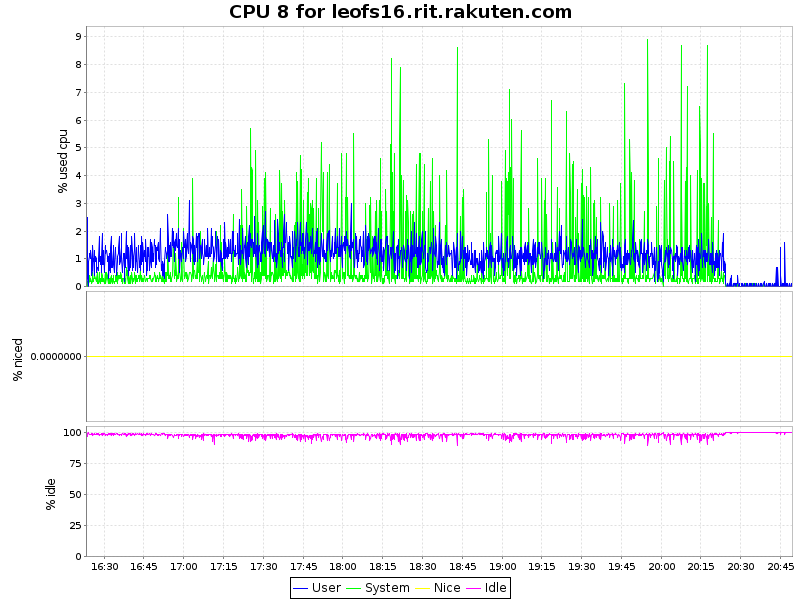 CPU 8 for leofs16.rit.rakuten.com
% used cpu
9
8
7
6
5
4
3
2
1
0
% niced
0.0000000
% idle
100
75
50
25
0
16:30 16:45 17:00 17:15 17:30 17:45 18:00 18:15 18:30 18:45 19:00 19:15 19:30 19:45 20:00 20:15 20:30 20:45
User System Nice Idle